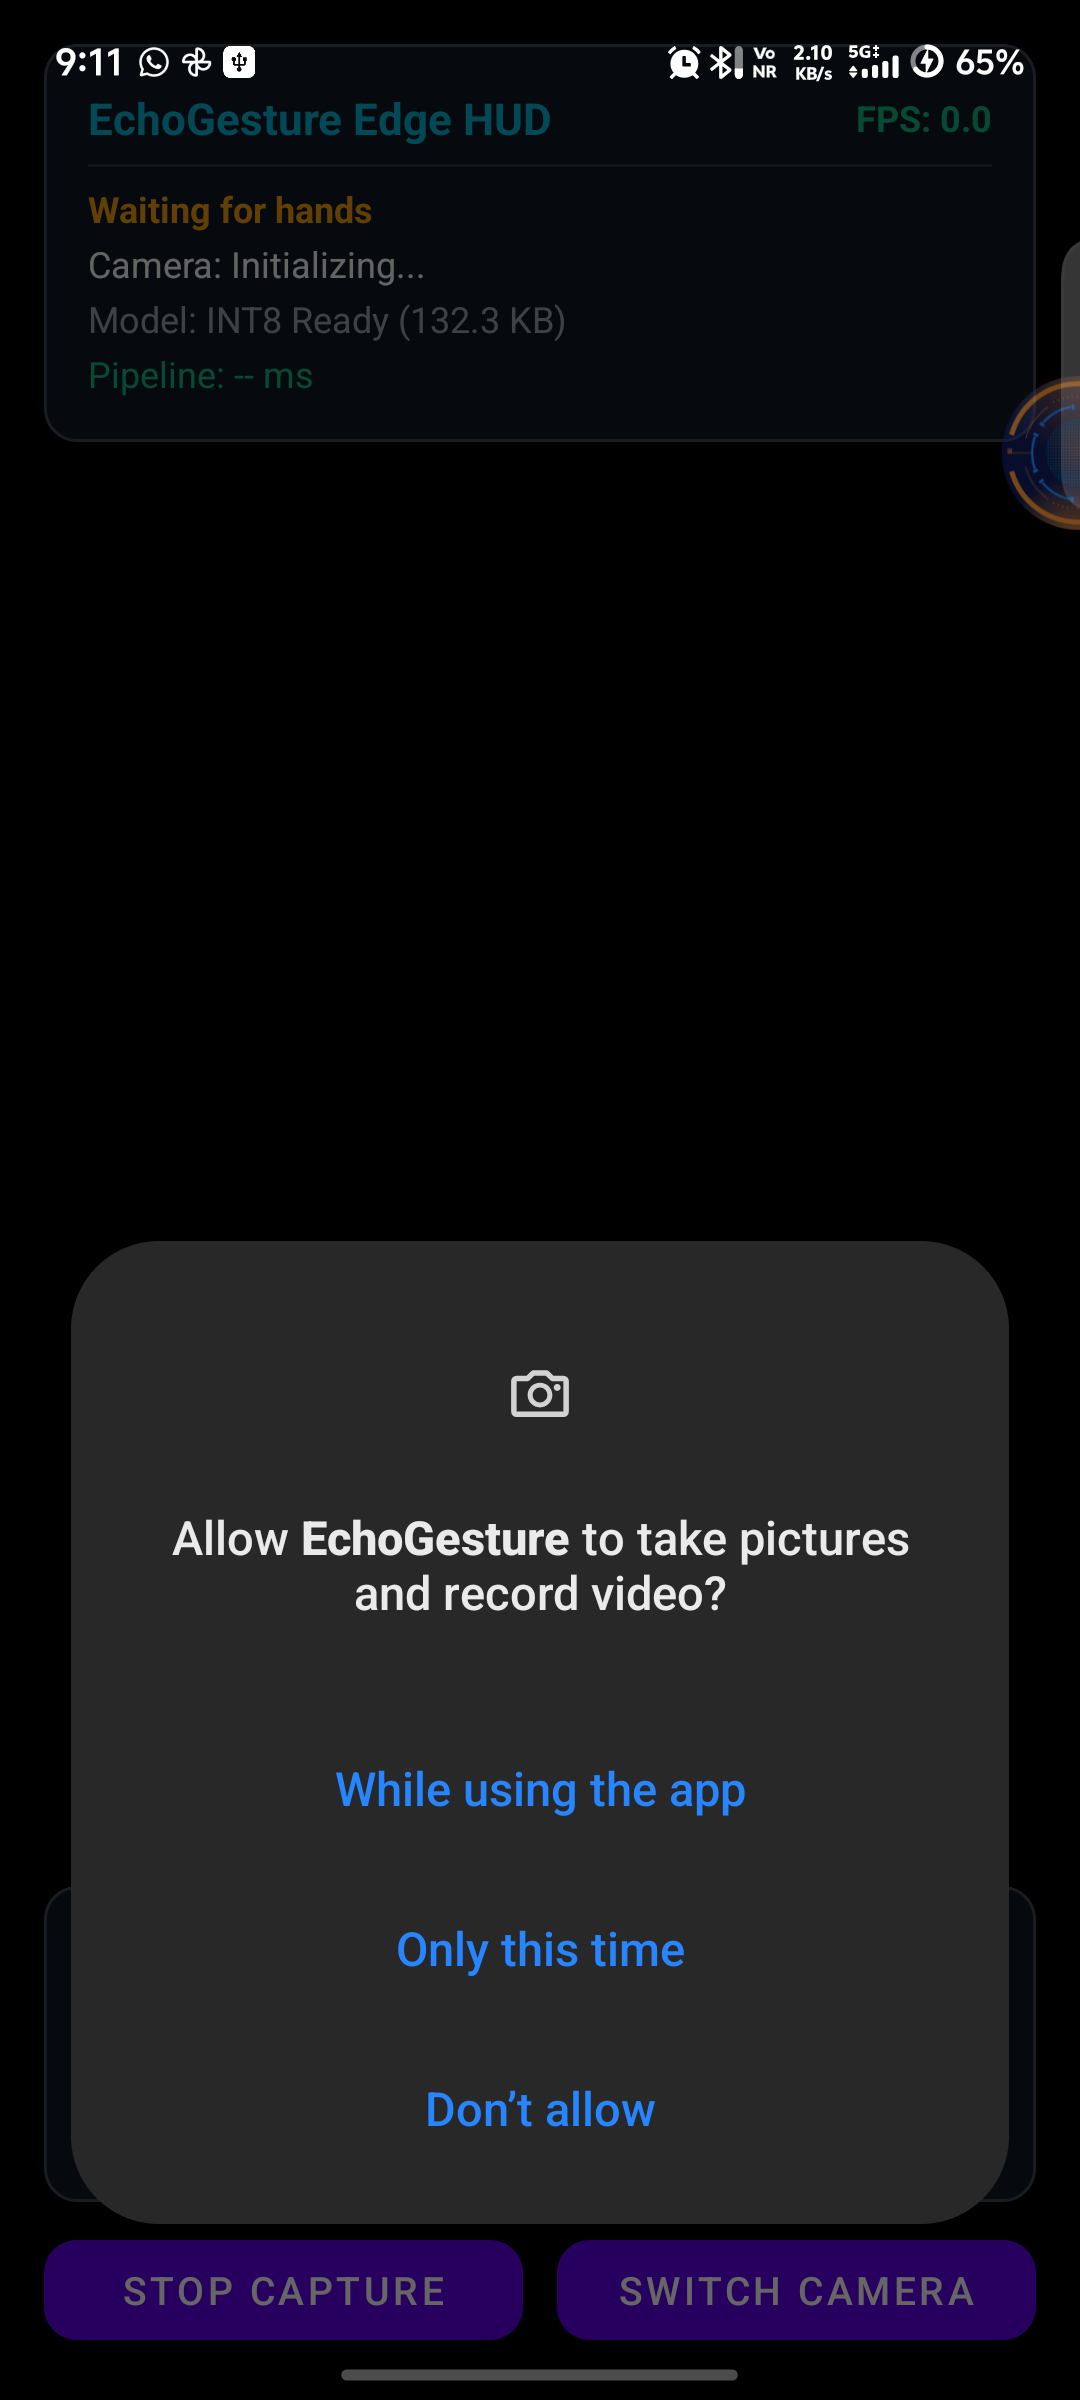 9:11
Vo
NR
2.10
KB/s
5G
65%
EchoGesture Edge HUD
FPS: 0.0
Waiting for hands
Camera: Initializing...
Model: INT8 Ready (132.3 KB)
Pipeline: -- ms
Allow EchoGesture to take pictures
and record video?
While using the app
Only this time
Don’t allow
STOP CAPTURE
SWITCH CAMERA